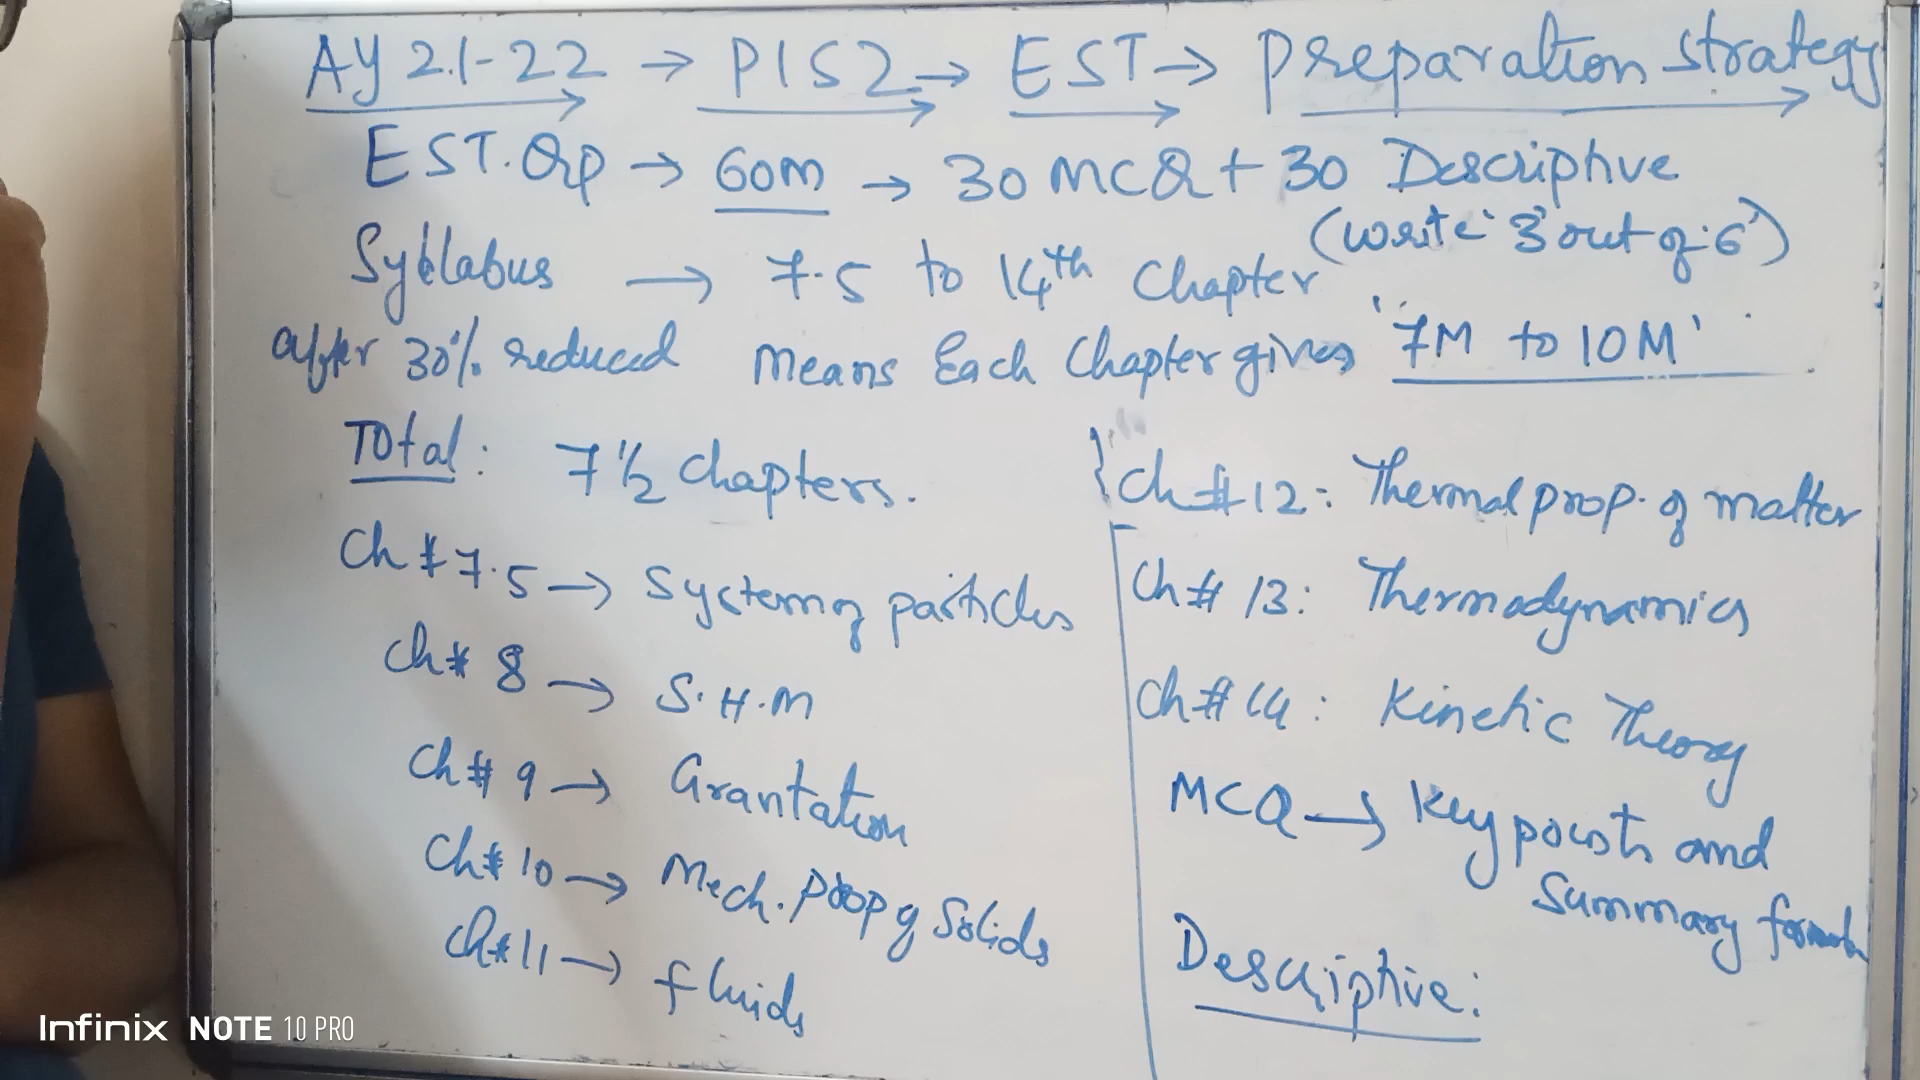 AY 21-22 → P1S2 → EST → Preparation strategy
EST. Qp → 60M → 30 MCQ + 30 Descriptive
(write '3' out of '6')
Syllabus → 7.5 to 14th Chapter
after 30% reduced means Each Chapter gives '7M to 10M'
Total: 7 1/2 chapters.
Ch # 7.5 → System of particles
Ch # 8 → S.H.M
Ch # 9 → Gravitation
Ch # 10 → Mech. Prop of Solids
Ch # 11 → fluids
Ch # 12: Thermal prop. of matter
Ch # 13: Thermodynamics
Ch # 14: Kinetic Theory
MCQ → Key points and
Summary
Descriptive:
Infinix NOTE 10 PRO